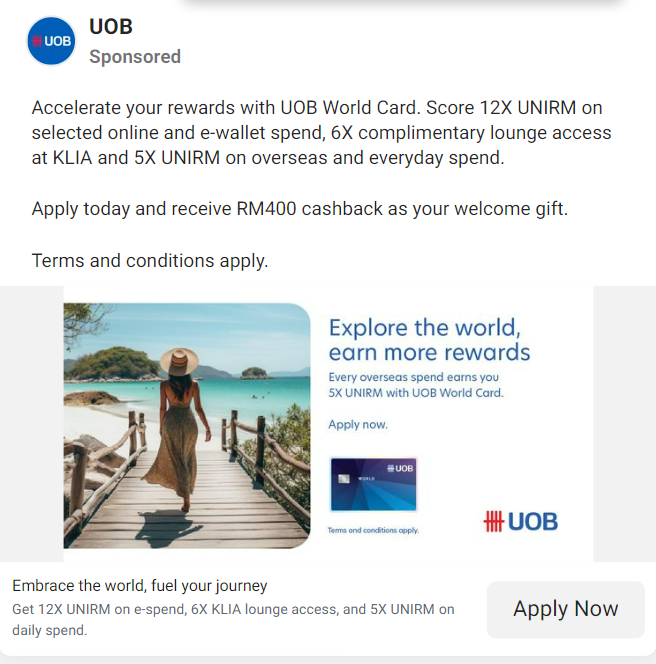 UOB
UOB
Sponsored
Accelerate your rewards with UOB World Card. Score 12X UNIRM on
selected online and e-wallet spend, 6X complimentary lounge access
at KLIA and 5X UNIRM on overseas and everyday spend.
Apply today and receive RM400 cashback as your welcome gift.
Terms and conditions apply.
Explore the world,
earn more rewards
Every overseas spend earns you
5X UNIRM with UOB World Card.
Apply now.
UOB
WORLD
Terms and conditions apply.
UOB
Embrace the world, fuel your journey
Get 12X UNIRM on e-spend, 6X KLIA lounge access, and 5X UNIRM on
daily spend.
Apply Now